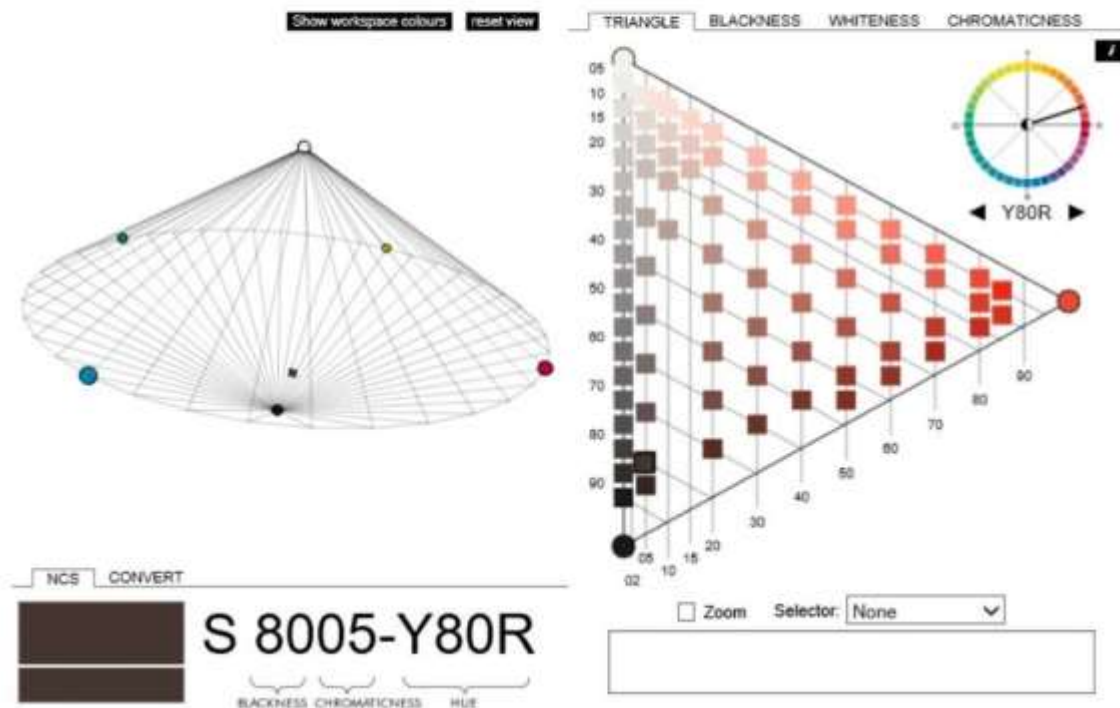 Show workspace colours reset view
TRIANGLE BLACKNESS WHITENESS CHROMATICNESS
i
05
10
15
20
30
40
50
60
70
80
90
Y80R
90
80
70
60
50
40
30
20
15
10
05
02
NCS CONVERT
S 8005-Y80R
BLACKNESS CHROMATICNESS HUE
Zoom Selector: None